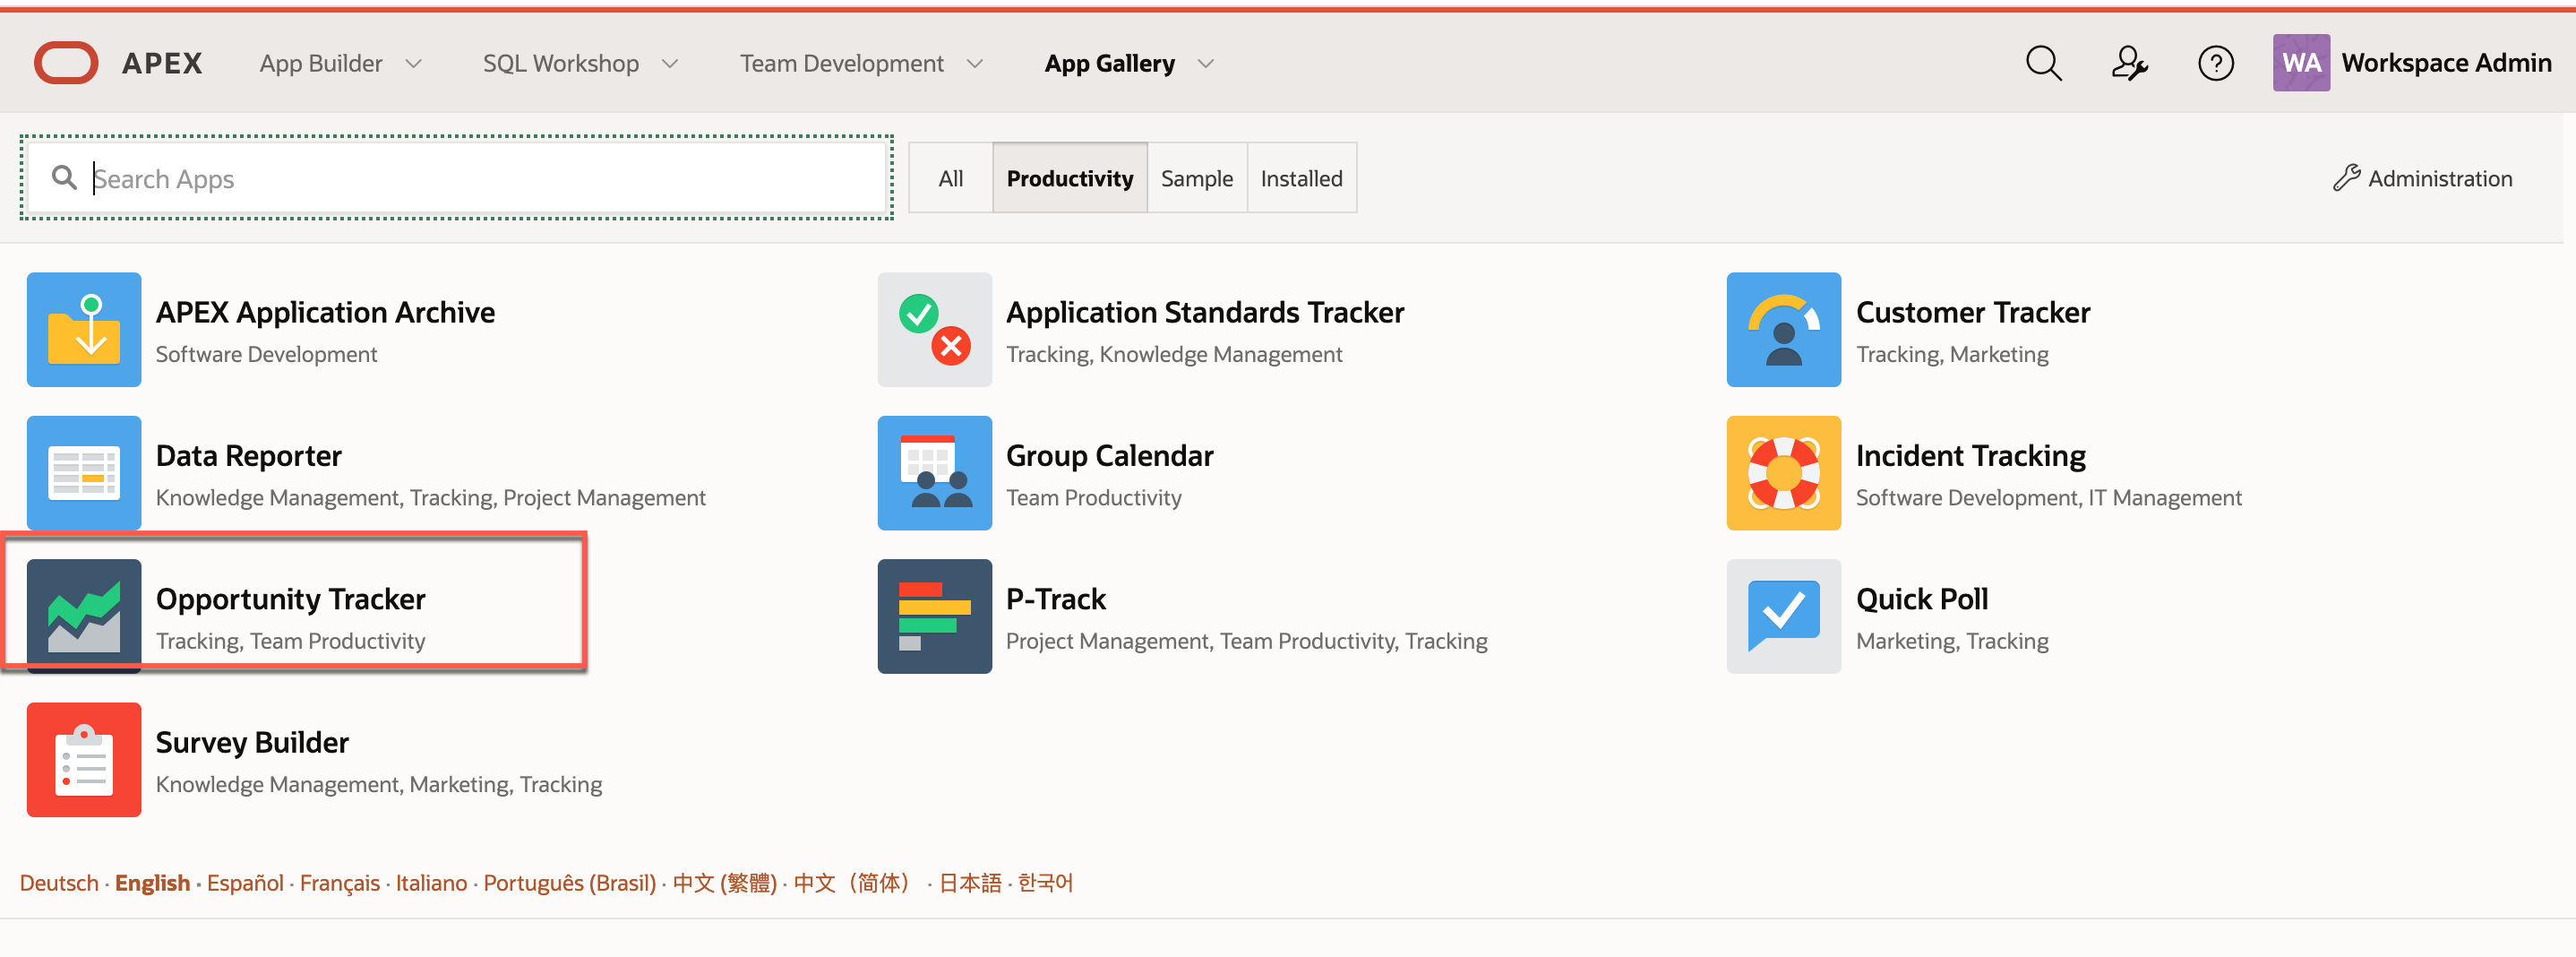 APEX App Builder SQL Workshop Team Development App Gallery ? WA Workspace Admin
Search Apps All Productivity Sample Installed Administration
APEX Application Archive
Software Development
Application Standards Tracker
Tracking, Knowledge Management
Customer Tracker
Tracking, Marketing
Data Reporter
Knowledge Management, Tracking, Project Management
Group Calendar
Team Productivity
Incident Tracking
Software Development, IT Management
Opportunity Tracker
Tracking, Team Productivity
P-Track
Project Management, Team Productivity, Tracking
Quick Poll
Marketing, Tracking
Survey Builder
Knowledge Management, Marketing, Tracking
Deutsch · English · Español · Français · Italiano · Português (Brasil) · 中文 (繁體) · 中文（简体） · 日本語 · 한국어